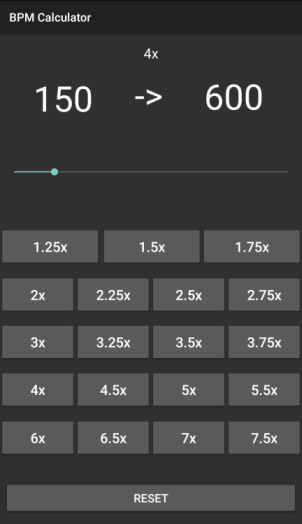 BPM Calculator
4x
150 -> 600
1.25x 1.5x 1.75x
2x 2.25x 2.5x 2.75x
3x 3.25x 3.5x 3.75x
4x 4.5x 5x 5.5x
6x 6.5x 7x 7.5x
RESET